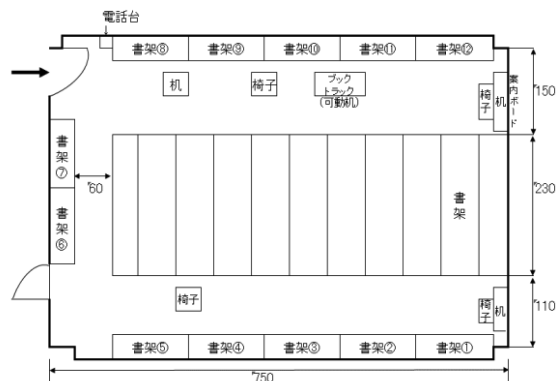 電話台
書架⑧ 書架⑨ 書架⑩ 書架⑪ 書架⑫
机 椅子 ブック
トラック
(可動机)
椅子 机 案内ボード
150
書架⑦
60
書架⑥
書架
230
椅子
椅子 机
110
書架⑤ 書架④ 書架③ 書架② 書架①
750